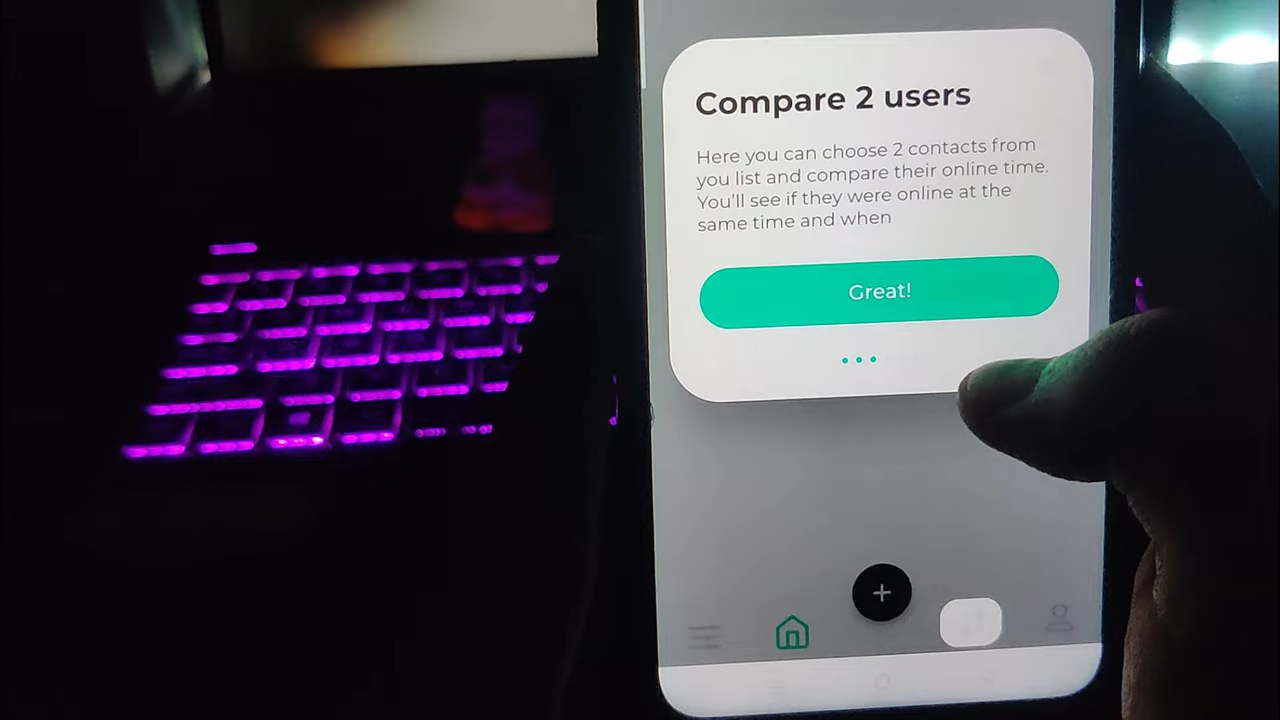 Compare 2 users
Here you can choose 2 contacts from
you list and compare their online time.
You'll see if they were online at the
same time and when
Great!